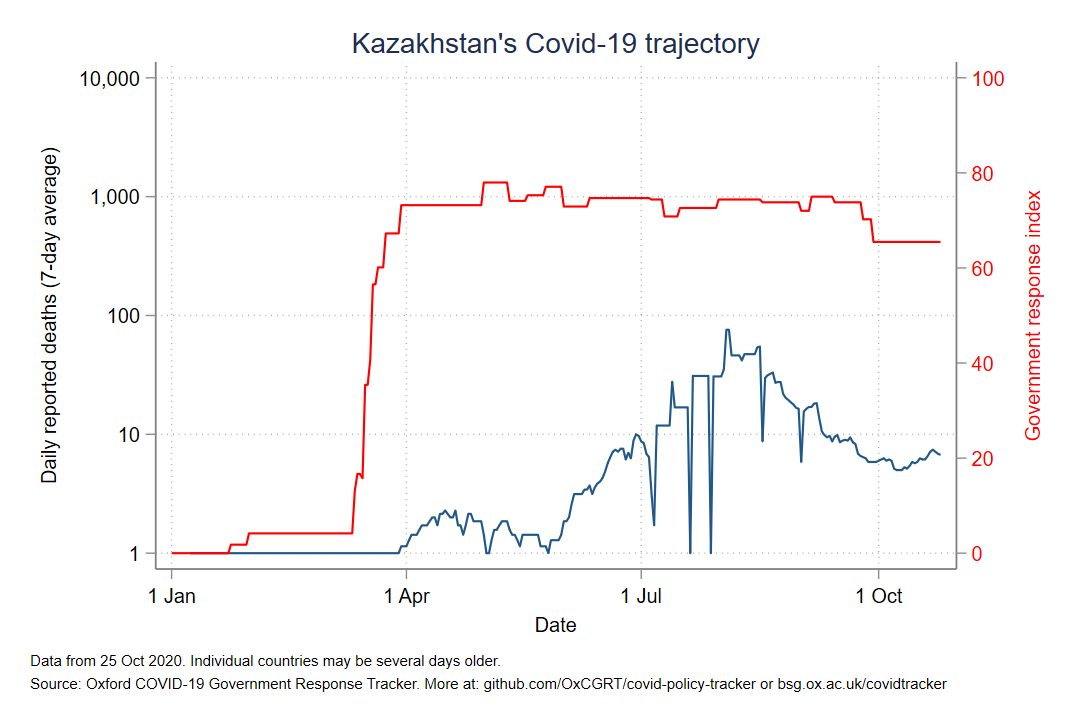 Kazakhstan's Covid-19 trajectory
Daily reported deaths (7-day average)
10,000
1,000
100
10
1
100
80
60
40
20
0
Government response index
1 Jan
1 Apr
1 Jul
1 Oct
Date
Data from 25 Oct 2020. Individual countries may be several days older.
Source: Oxford COVID-19 Government Response Tracker. More at: github.com/OxCGRT/covid-policy-tracker or bsg.ox.ac.uk/covidtracker